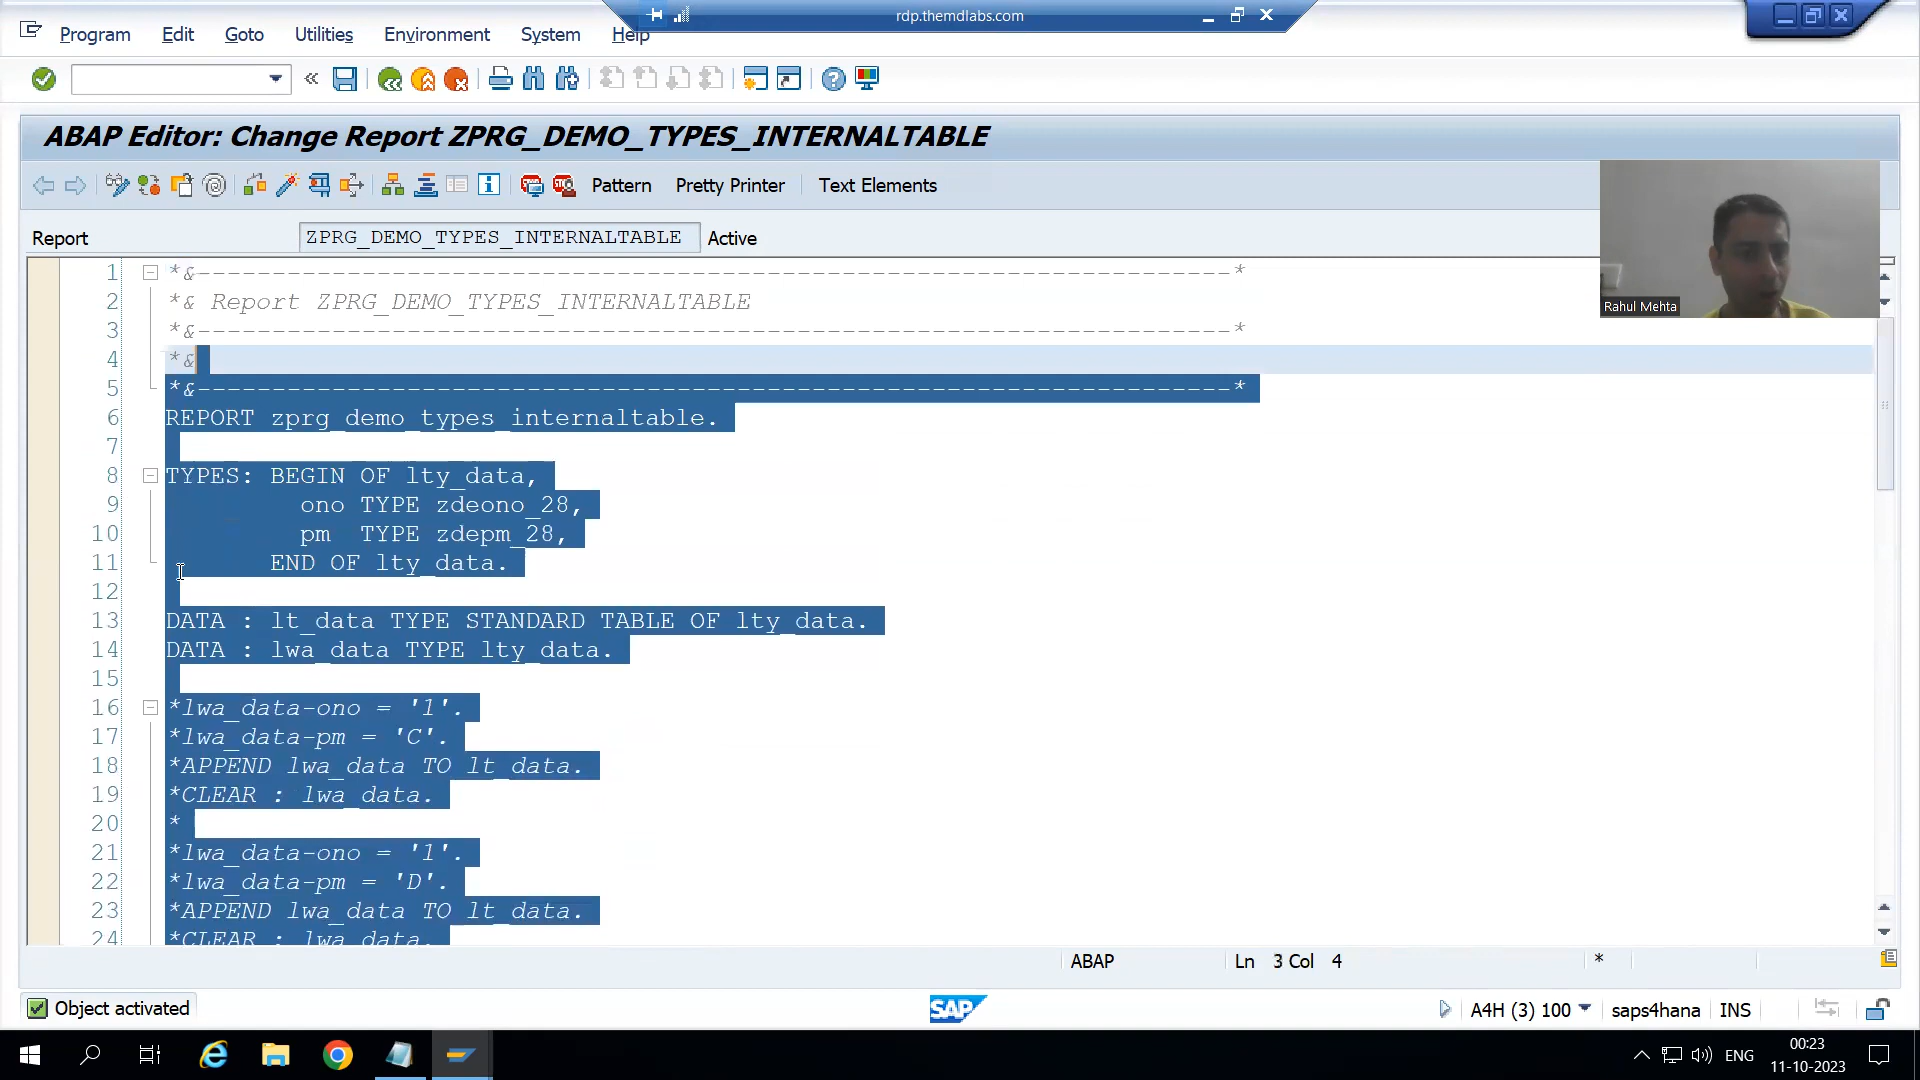 rdp.themdlabs.com
Program Edit Goto Utilities Environment System Help
ABAP Editor: Change Report ZPRG_DEMO_TYPES_INTERNALTABLE
Pattern Pretty Printer Text Elements
Report ZPRG_DEMO_TYPES_INTERNALTABLE Active
Rahul Mehta
1 *&---------------------------------------------------------------------*
2 *& Report ZPRG_DEMO_TYPES_INTERNALTABLE
3 *&---------------------------------------------------------------------*
4 *&
5 *&---------------------------------------------------------------------*
6 REPORT zprg_demo_types_internaltable.
7
8 TYPES: BEGIN OF lty_data,
9 ono TYPE zdeono_28,
10 pm TYPE zdepm_28,
11 END OF lty_data.
12
13 DATA : lt_data TYPE STANDARD TABLE OF lty_data.
14 DATA : lwa_data TYPE lty_data.
15
16 *lwa_data-ono = '1'.
17 *lwa_data-pm = 'C'.
18 *APPEND lwa_data TO lt_data.
19 *CLEAR : lwa_data.
20 *
21 *lwa_data-ono = '1'.
22 *lwa_data-pm = 'D'.
23 *APPEND lwa_data TO lt_data.
24 *CLEAR : lwa_data.
ABAP Ln 3 Col 4 *
Object activated
SAP
A4H (3) 100 saps4hana INS
ENG
00:23
11-10-2023